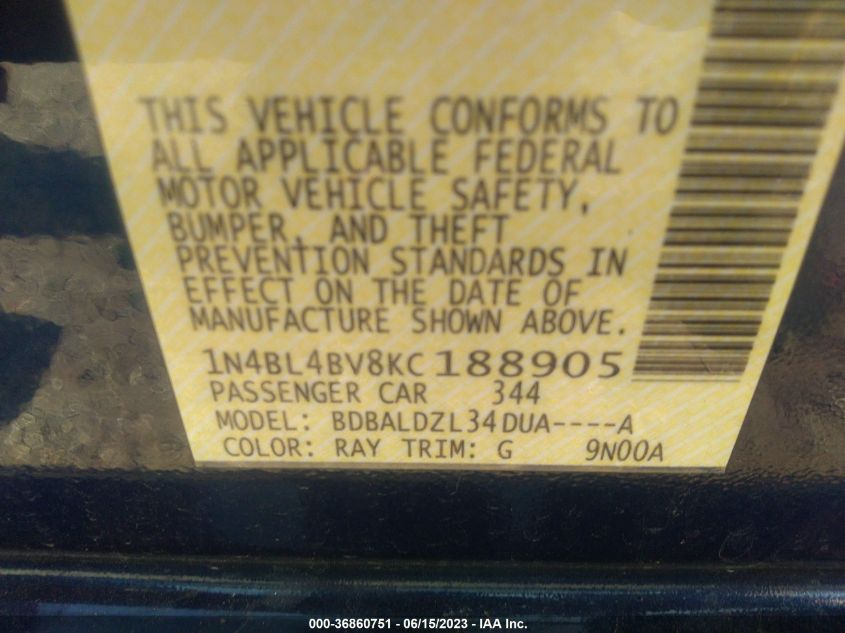 THIS VEHICLE CONFORMS TO
ALL APPLICABLE FEDERAL
MOTOR VEHICLE SAFETY,
BUMPER, AND THEFT
PREVENTION STANDARDS IN
EFFECT ON THE DATE OF
MANUFACTURE SHOWN ABOVE.
1N4BL4BV8KC188905
PASSENGER CAR 344
MODEL: BDBALDZL34DUA----A
COLOR: RAY TRIM: G 9N00A
000-36860751 - 06/15/2023 - IAA Inc.